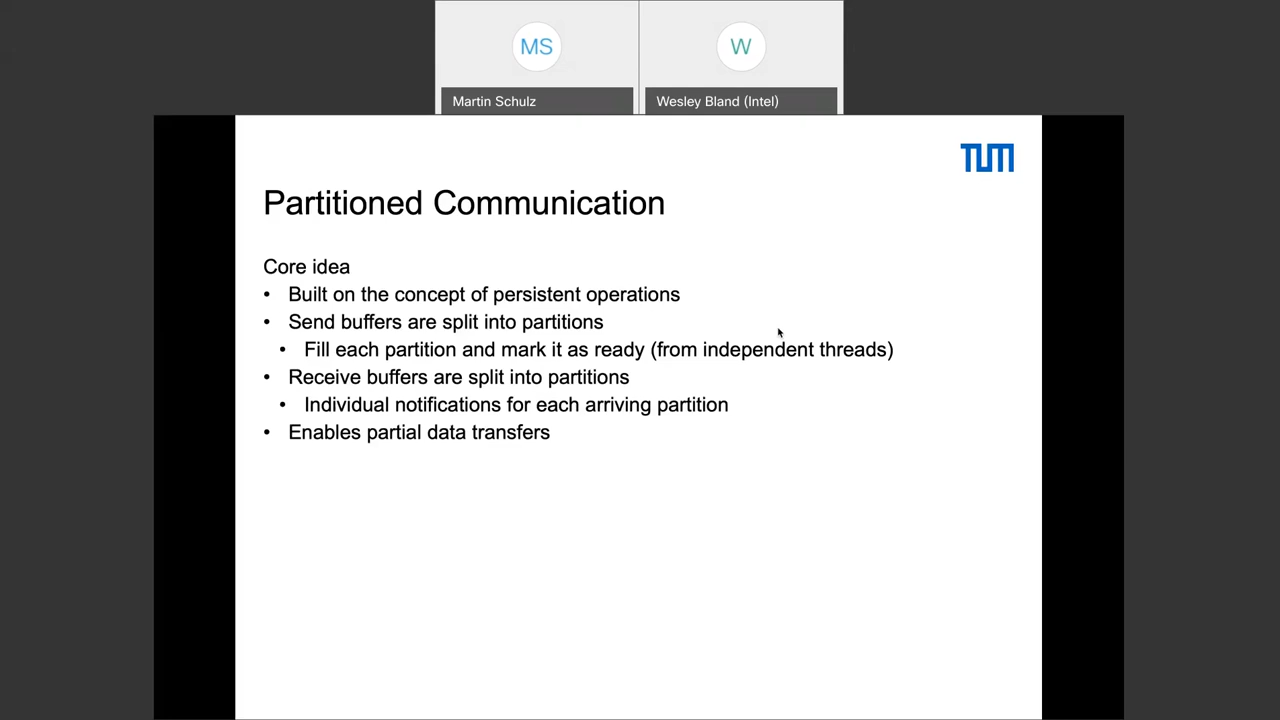 MS
W
Martin Schulz
Wesley Bland (Intel)
TUM
Partitioned Communication
Core idea
• Built on the concept of persistent operations
• Send buffers are split into partitions
• Fill each partition and mark it as ready (from independent threads)
• Receive buffers are split into partitions
• Individual notifications for each arriving partition
• Enables partial data transfers